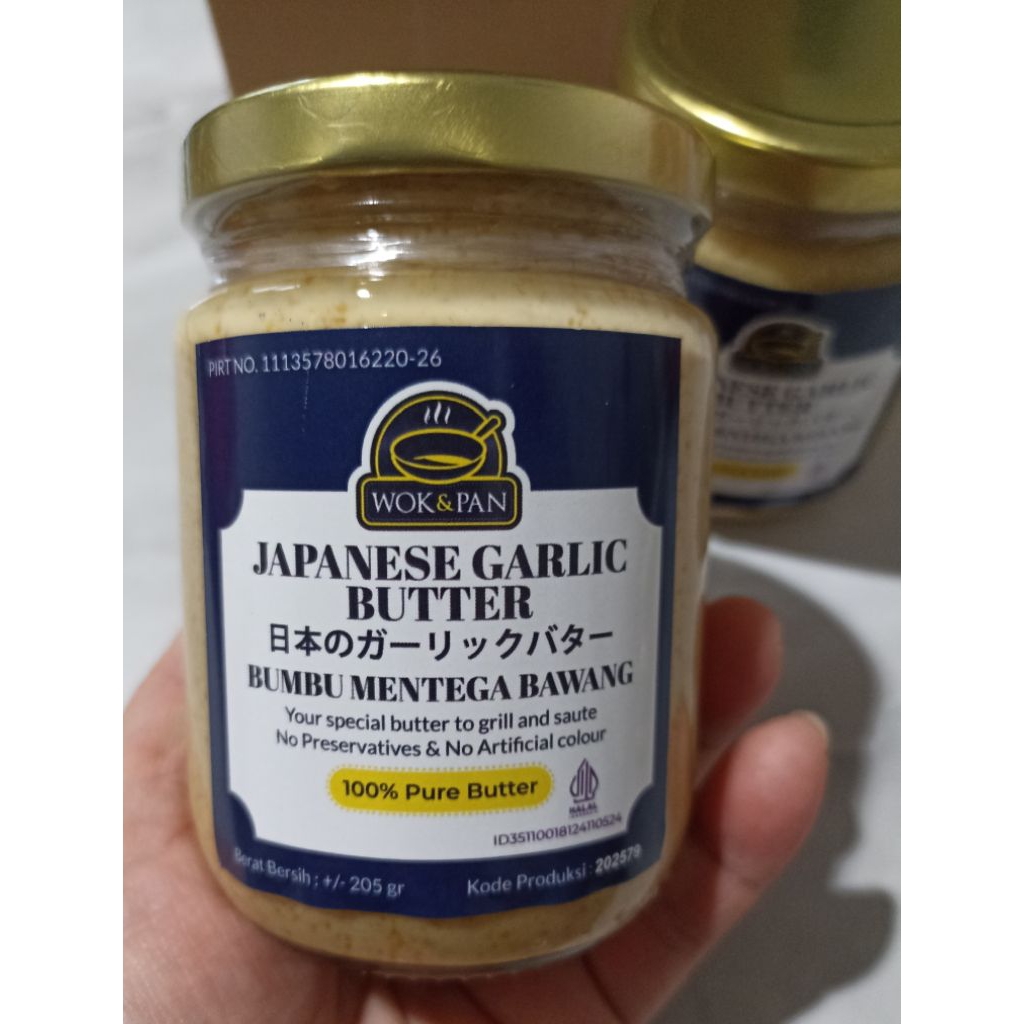 PIRT NO. 1113578016220-26
WOK&PAN
JAPANESE GARLIC
BUTTER
日本のガーリックバター
BUMBU MENTEGA BAWANG
Your special butter to grill and saute
No Preservatives & No Artificial colour
100% Pure Butter
HALAL
ID35110018124110524
Berat Bersih : +/- 205 gr
Kode Produksi : 202579
GARLIC
BUTTER